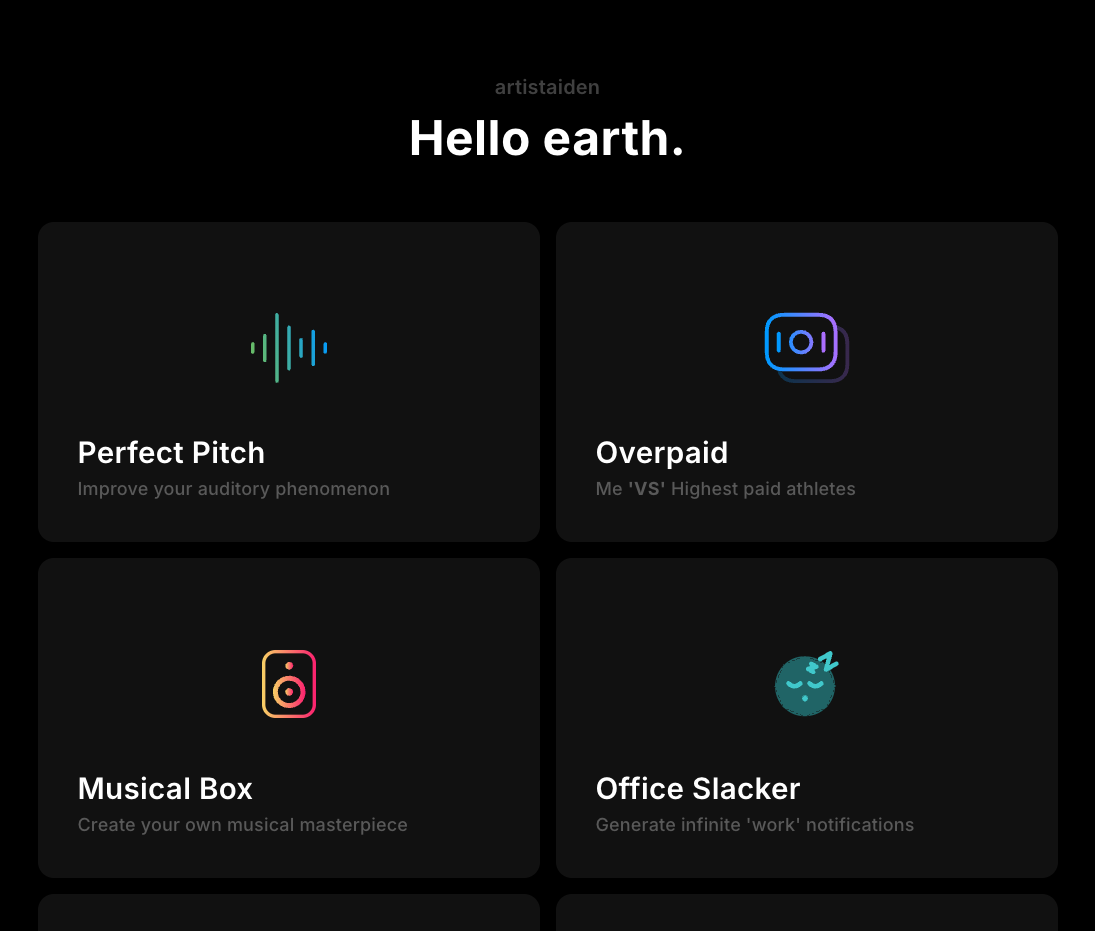 artistaiden
Hello earth.
Perfect Pitch
Improve your auditory phenomenon
Overpaid
Me 'VS' Highest paid athletes
Musical Box
Create your own musical masterpiece
Office Slacker
Generate infinite 'work' notifications